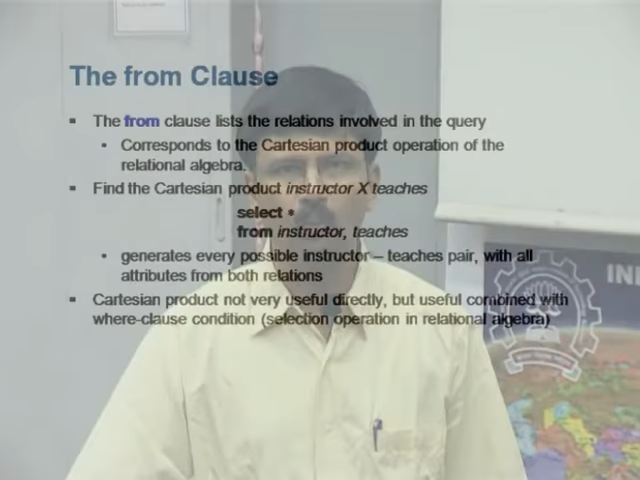 The from Clause
▪ The from clause lists the relations involved in the query
• Corresponds to the Cartesian product operation of the
relational algebra.
▪ Find the Cartesian product instructor X teaches
select *
from instructor, teaches
• generates every possible instructor – teaches pair, with all
attributes from both relations
▪ Cartesian product not very useful directly, but useful combined with
where-clause condition (selection operation in relational algebra)